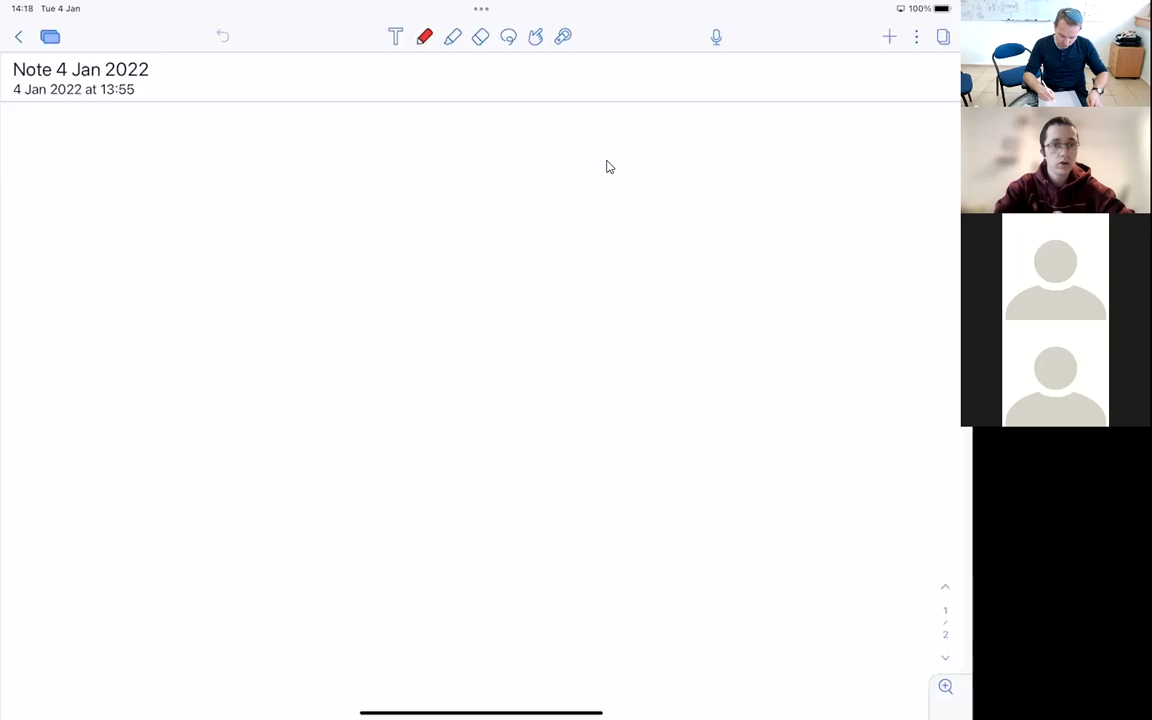 14:18 Tue 4 Jan
100%
T
Note 4 Jan 2022
4 Jan 2022 at 13:55
1
/
2